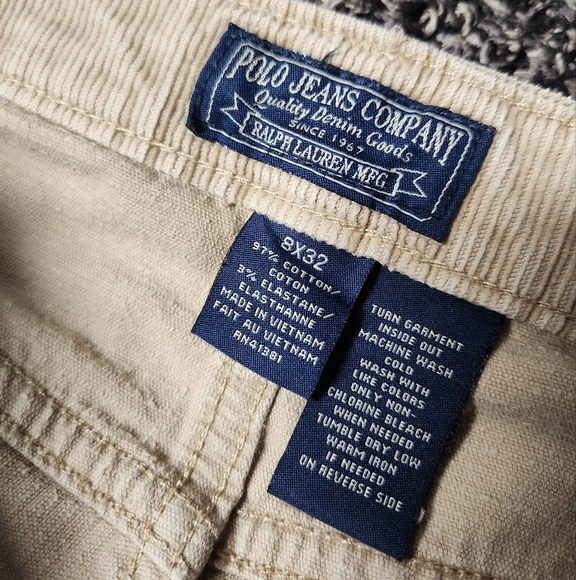 POLO JEANS COMPANY
Quality Denim Goods
SINCE 1967
RALPH LAUREN MFG.
8X32
97% COTTON/
COTON
3% ELASTANE/
ELASTHANNE
MADE IN VIETNAM
FAIT AU VIETNAM
RN41381
TURN GARMENT
INSIDE OUT
MACHINE WASH
COLD
WASH WITH
LIKE COLORS
ONLY NON-
CHLORINE BLEACH
WHEN NEEDED
TUMBLE DRY LOW
WARM IRON
IF NEEDED
ON REVERSE SIDE